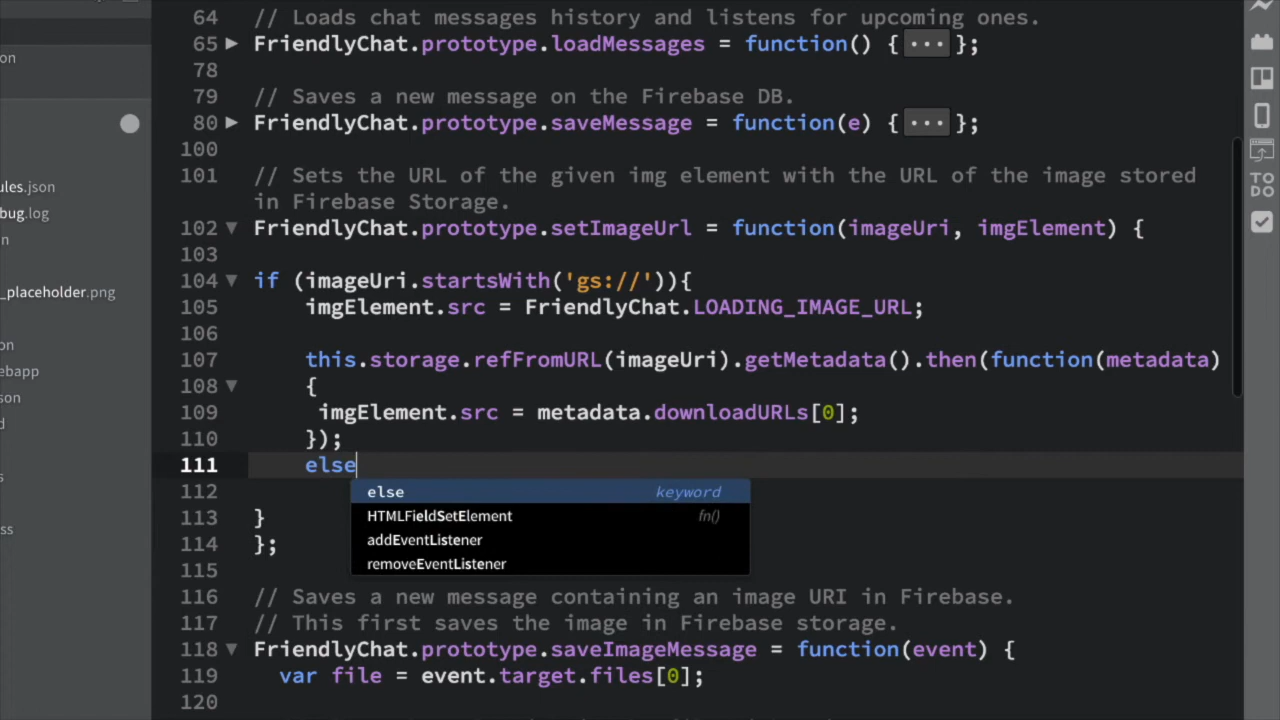 64 // Loads chat messages history and listens for upcoming ones.
65 FriendlyChat.prototype.loadMessages = function() { ... };
78
79 // Saves a new message on the Firebase DB.
80 FriendlyChat.prototype.saveMessage = function(e) { ... };
100
101 // Sets the URL of the given img element with the URL of the image stored
in Firebase Storage.
ules.json
102 FriendlyChat.prototype.setImageUrl = function(imageUri, imgElement) {
bug.log
103
104 if (imageUri.startsWith('gs://')){
_placeholder.png
105 imgElement.src = FriendlyChat.LOADING_IMAGE_URL;
106
107 this.storage.refFromURL(imageUri).getMetadata().then(function(metadata)
ebapp
108 {
son
109 imgElement.src = metadata.downloadURLs[0];
110 });
111 else
112
else keyword
HTMLFieldSetElement fn()
addEventListener
removeEventListener
113 }
114 };
115
116 // Saves a new message containing an image URI in Firebase.
117 // This first saves the image in Firebase storage.
118 FriendlyChat.prototype.saveImageMessage = function(event) {
119 var file = event.target.files[0];
120
TO
DO